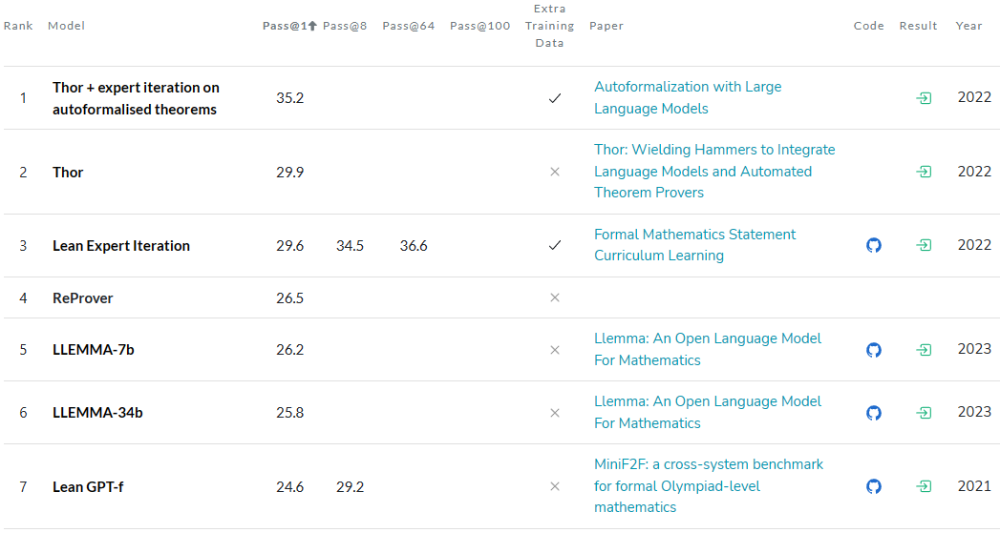 Rank Model Pass@1 Pass@8 Pass@64 Pass@100 Extra Training Data Paper Code Result Year
1 Thor + expert iteration on autoformalised theorems 35.2 ✓ Autoformalization with Large Language Models 2022
2 Thor 29.9 × Thor: Wielding Hammers to Integrate Language Models and Automated Theorem Provers 2022
3 Lean Expert Iteration 29.6 34.5 36.6 ✓ Formal Mathematics Statement Curriculum Learning 2022
4 ReProver 26.5 ×
5 LLEMMA-7b 26.2 × Llemma: An Open Language Model For Mathematics 2023
6 LLEMMA-34b 25.8 × Llemma: An Open Language Model For Mathematics 2023
7 Lean GPT-f 24.6 29.2 × MiniF2F: a cross-system benchmark for formal Olympiad-level mathematics 2021